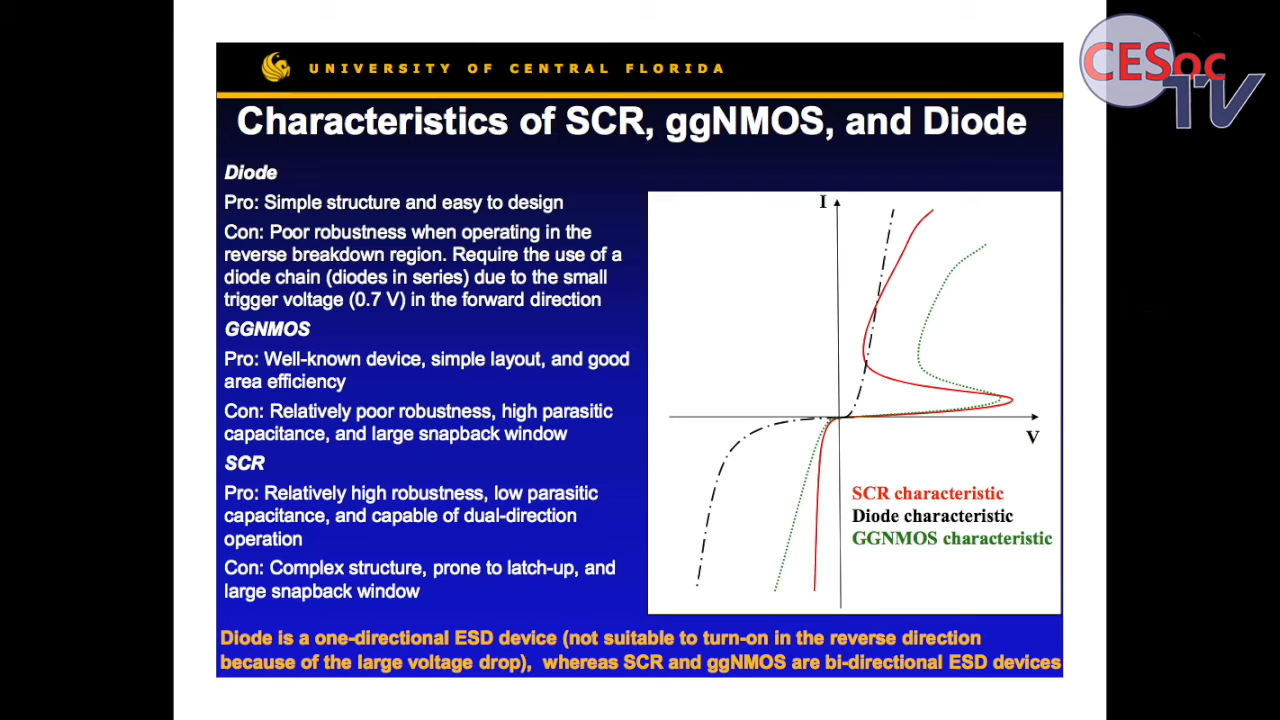 CESoc
TV
UNIVERSITY OF CENTRAL FLORIDA
Characteristics of SCR, ggNMOS, and Diode
Diode
Pro: Simple structure and easy to design
Con: Poor robustness when operating in the
reverse breakdown region. Require the use of a
diode chain (diodes in series) due to the small
trigger voltage (0.7 V) in the forward direction
GGNMOS
Pro: Well-known device, simple layout, and good
area efficiency
Con: Relatively poor robustness, high parasitic
capacitance, and large snapback window
SCR
Pro: Relatively high robustness, low parasitic
capacitance, and capable of dual-direction
operation
Con: Complex structure, prone to latch-up, and
large snapback window
I
V
SCR characteristic
Diode characteristic
GGNMOS characteristic
Diode is a one-directional ESD device (not suitable to turn-on in the reverse direction
because of the large voltage drop), whereas SCR and ggNMOS are bi-directional ESD devices